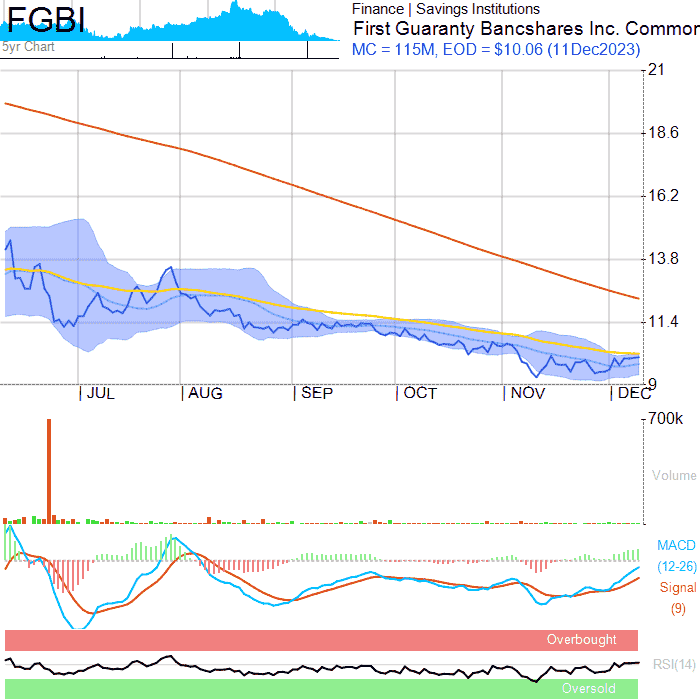 FGBI
5yr Chart
Finance | Savings Institutions
First Guaranty Bancshares Inc. Common
MC = 115M, EOD = $10.06 (11Dec2023)
21
18.6
16.2
13.8
11.4
9
JUL AUG SEP OCT NOV DEC
700k
Volume
MACD
(12-26)
Signal
(9)
Overbought
RSI(14)
Oversold